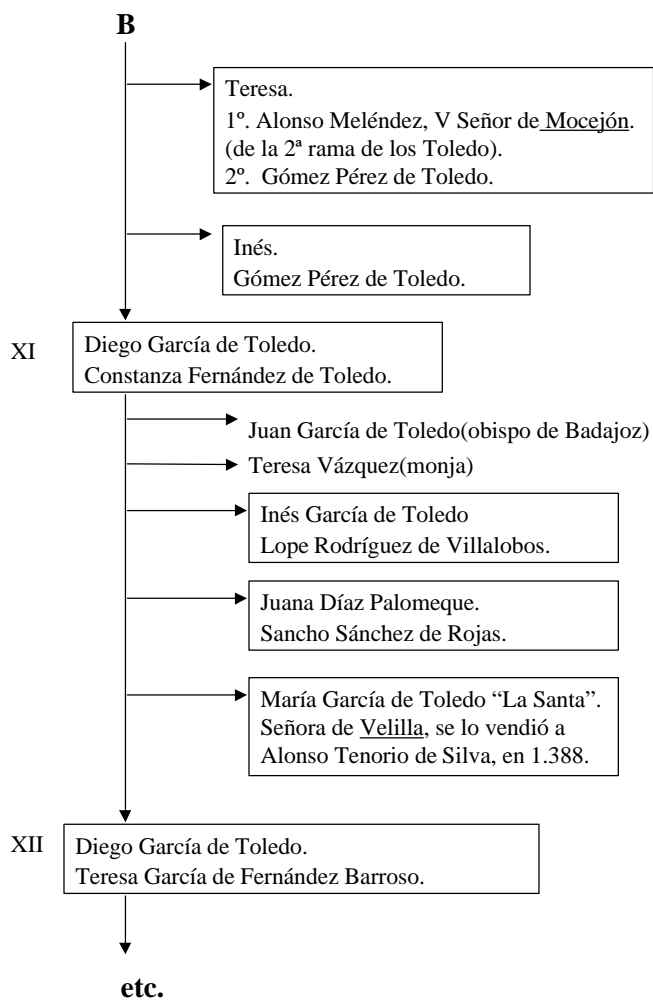 B
Teresa.
1º. Alonso Meléndez, V Señor de Mocejón.
(de la 2ª rama de los Toledo).
2º. Gómez Pérez de Toledo.
Inés.
Gómez Pérez de Toledo.
XI
Diego García de Toledo.
Constanza Fernández de Toledo.
Juan García de Toledo(obispo de Badajoz)
Teresa Vázquez(monja)
Inés García de Toledo
Lope Rodríguez de Villalobos.
Juana Díaz Palomeque.
Sancho Sánchez de Rojas.
María García de Toledo “La Santa”.
Señora de Velilla, se lo vendió a
Alonso Tenorio de Silva, en 1.388.
XII
Diego García de Toledo.
Teresa García de Fernández Barroso.
etc.